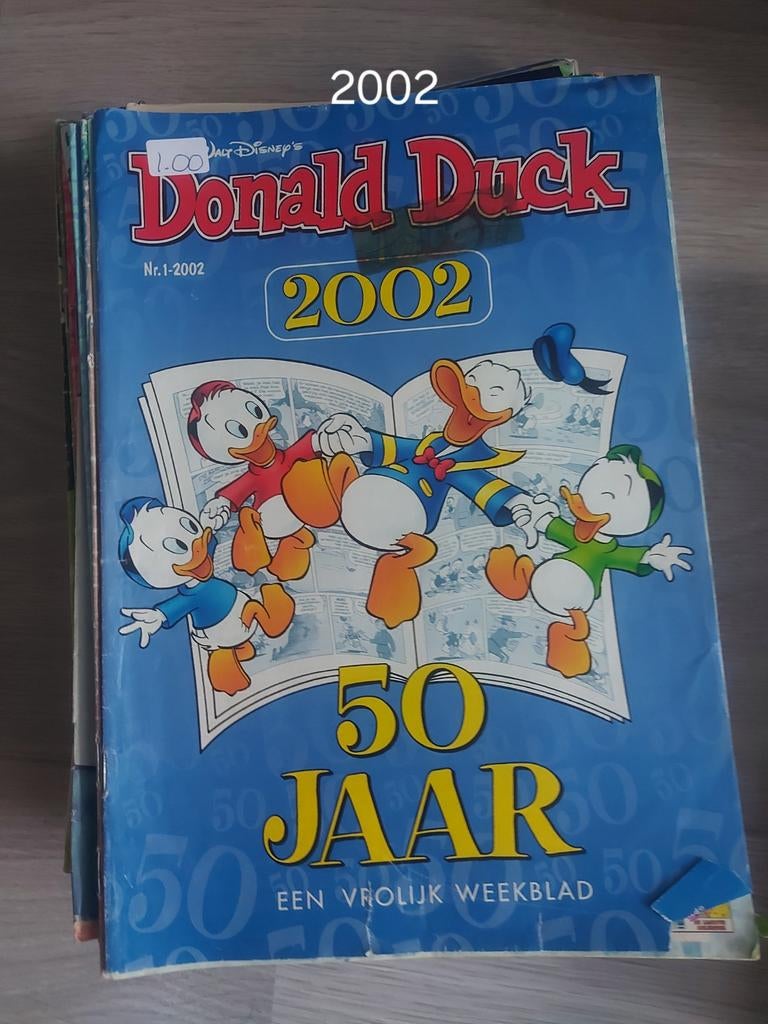 2002
1.00
WALT DISNEY'S
Donald Duck
Nr.1-2002
2002
50
JAAR
EEN VROLIJK WEEKBLAD